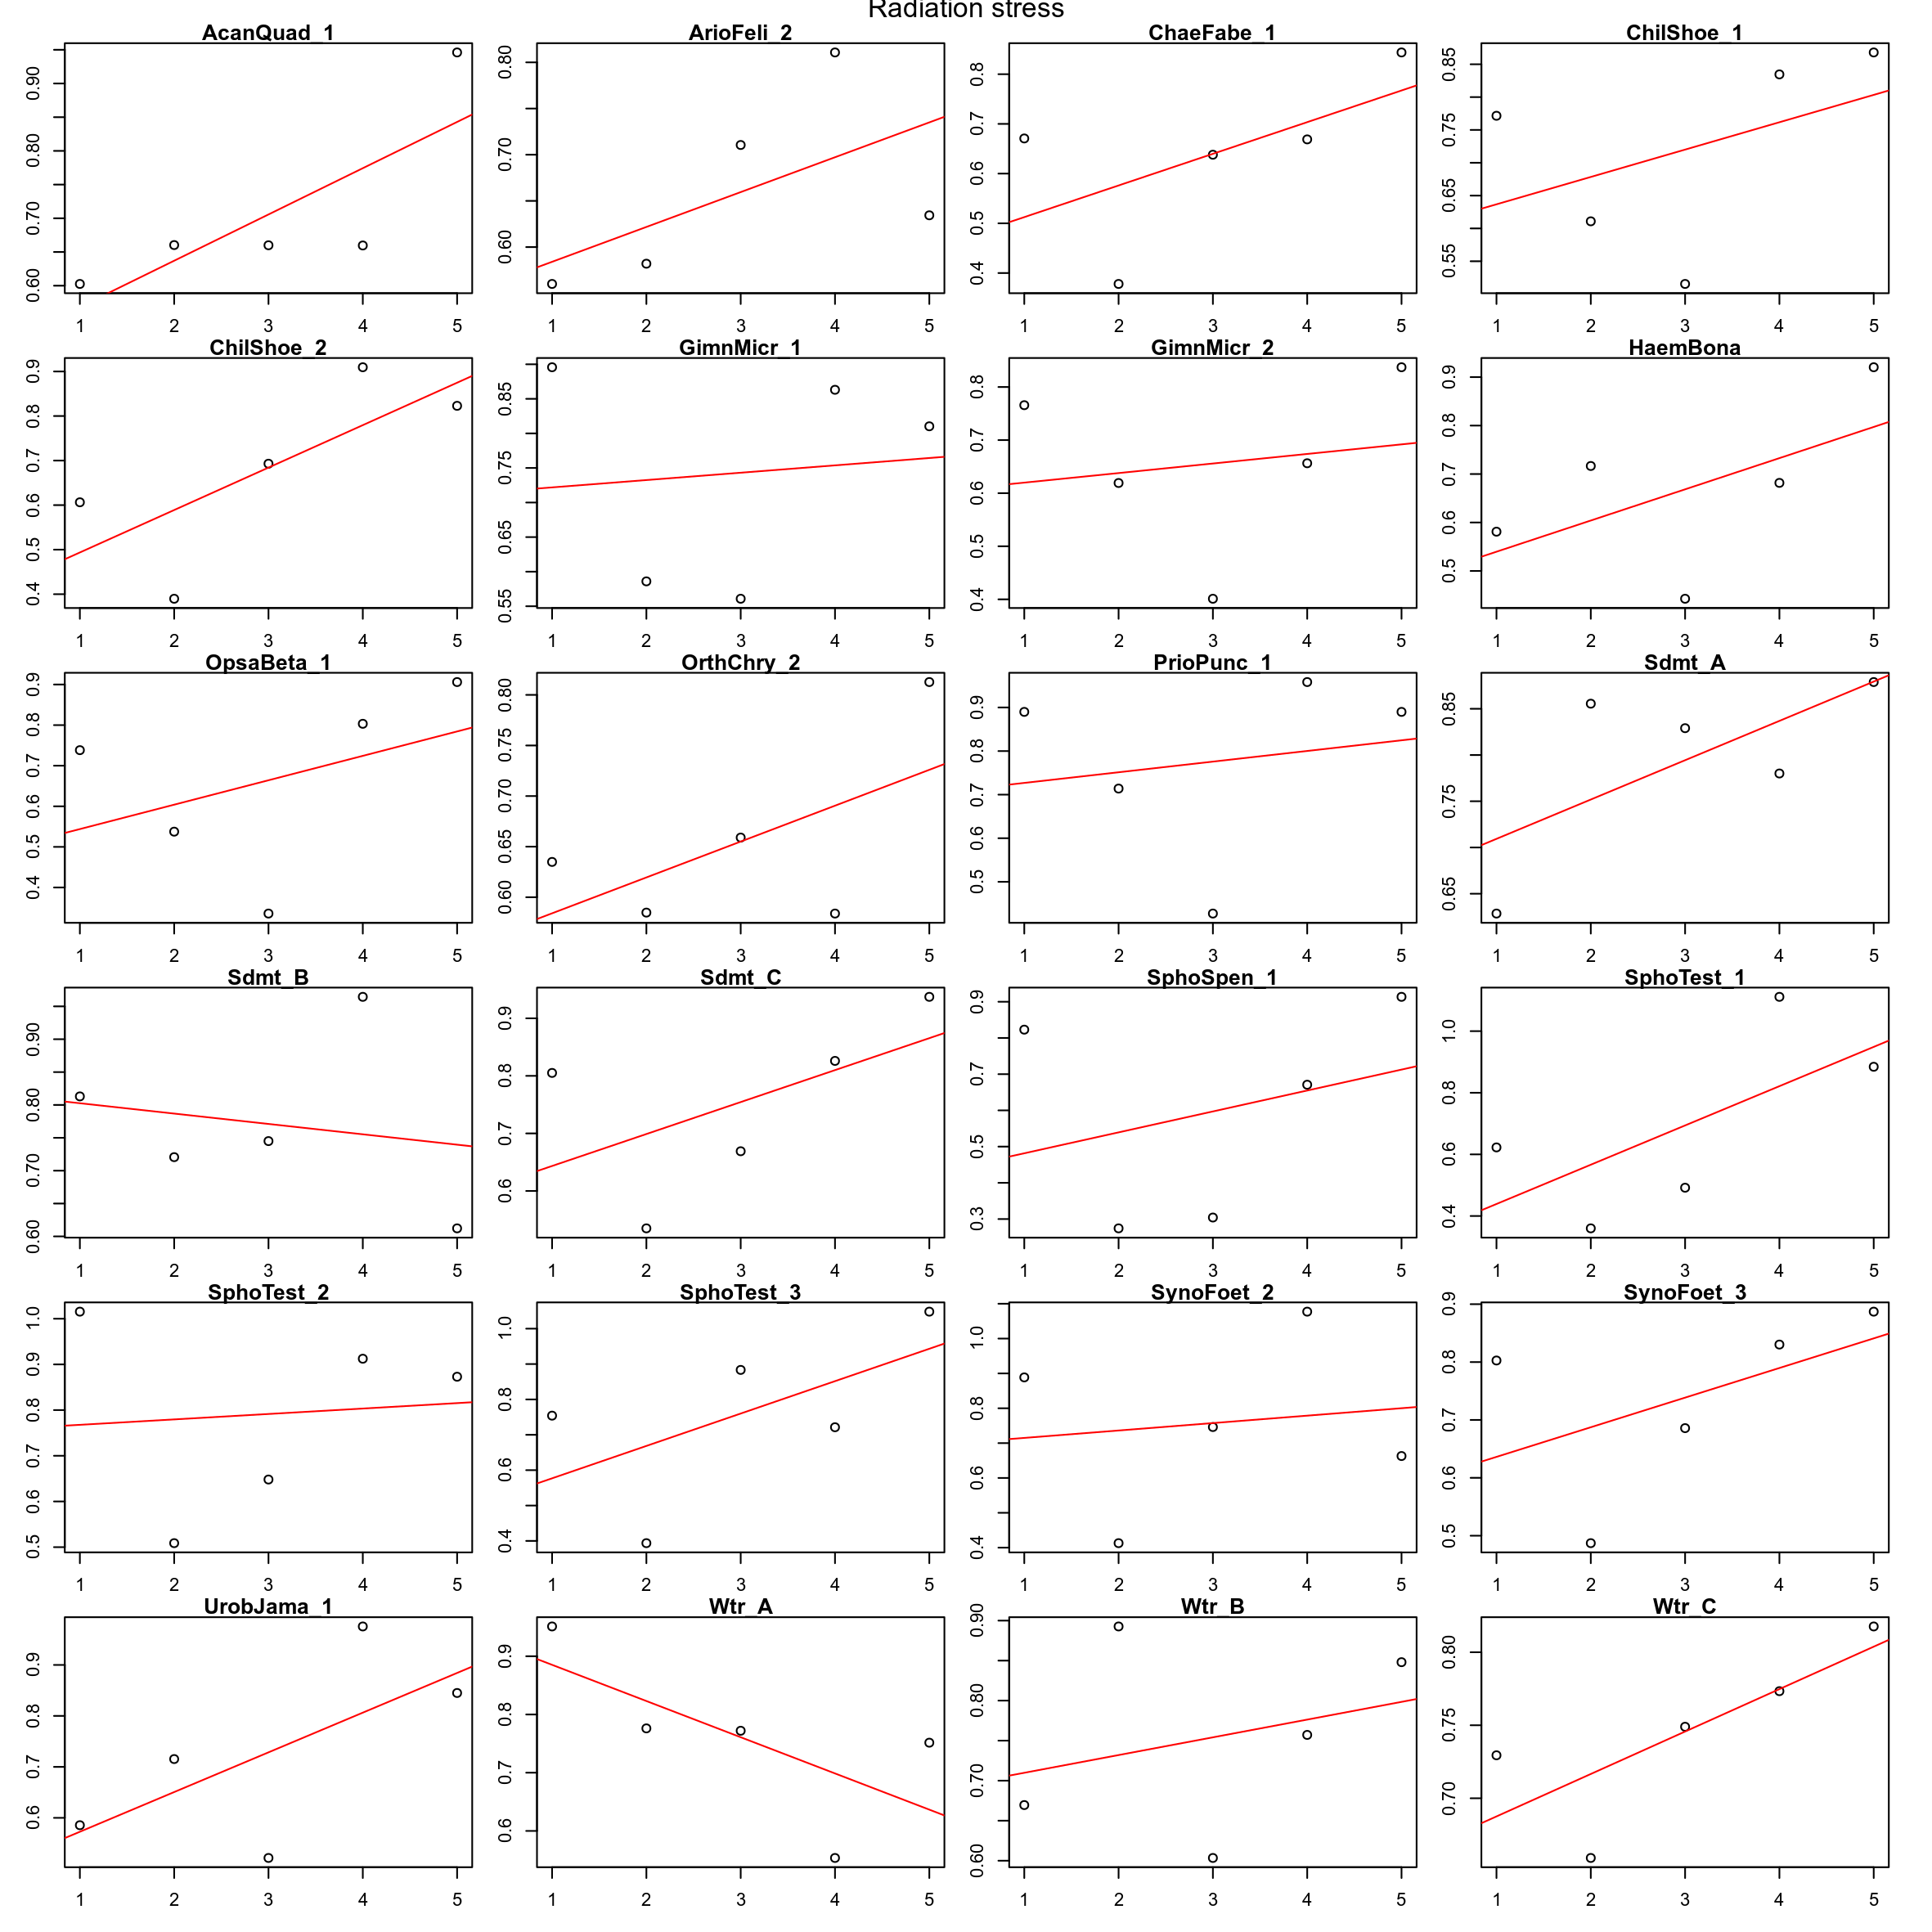 Radiation stress
AcanQuad_1 ArioFeli_2 ChaeFabe_1 ChilShoe_1
0.60 0.70 0.80 0.90
0.60 0.70 0.80
0.4 0.5 0.6 0.7 0.8
0.55 0.65 0.75 0.85
1 2 3 4 5 1 2 3 4 5 1 2 3 4 5 1 2 3 4 5
ChilShoe_2 GimnMicr_1 GimnMicr_2 HaemBona
0.4 0.5 0.6 0.7 0.8 0.9
0.55 0.65 0.75 0.85
0.4 0.5 0.6 0.7 0.8
0.5 0.6 0.7 0.8 0.9
1 2 3 4 5 1 2 3 4 5 1 2 3 4 5 1 2 3 4 5
OpsaBeta_1 OrthChry_2 PrioPunc_1 Sdmt_A
0.4 0.5 0.6 0.7 0.8 0.9
0.60 0.65 0.70 0.75 0.80
0.5 0.6 0.7 0.8 0.9
0.65 0.75 0.85
1 2 3 4 5 1 2 3 4 5 1 2 3 4 5 1 2 3 4 5
Sdmt_B Sdmt_C SphoSpen_1 SphoTest_1
0.60 0.70 0.80 0.90
0.6 0.7 0.8 0.9
0.3 0.5 0.7 0.9
0.4 0.6 0.8 1.0
1 2 3 4 5 1 2 3 4 5 1 2 3 4 5 1 2 3 4 5
SphoTest_2 SphoTest_3 SynoFoet_2 SynoFoet_3
0.5 0.6 0.7 0.8 0.9 1.0
0.4 0.6 0.8 1.0
0.4 0.6 0.8 1.0
0.5 0.6 0.7 0.8 0.9
1 2 3 4 5 1 2 3 4 5 1 2 3 4 5 1 2 3 4 5
UrobJama_1 Wtr_A Wtr_B Wtr_C
0.6 0.7 0.8 0.9
0.6 0.7 0.8 0.9
0.60 0.70 0.80 0.90
0.70 0.75 0.80
1 2 3 4 5 1 2 3 4 5 1 2 3 4 5 1 2 3 4 5